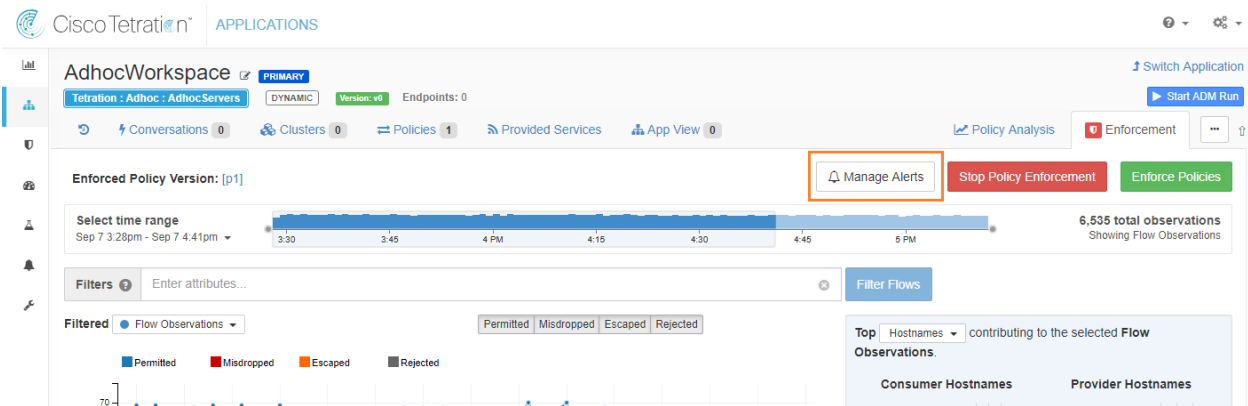 Cisco Tetration™ APPLICATIONS
AdhocWorkspace PRIMARY
Switch Application
Tetration : Adhoc : AdhocServers DYNAMIC Version: v0 Endpoints: 0
Start ADM Run
Conversations 0 Clusters 0 Policies 1 Provided Services App View 0 Policy Analysis Enforcement ...
Enforced Policy Version: [p1] Manage Alerts Stop Policy Enforcement Enforce Policies
Select time range 6,535 total observations
Sep 7 3:28pm - Sep 7 4:41pm Showing Flow Observations
3:30 3:45 4 PM 4:15 4:30 4:45 5 PM
Filters Enter attributes... Filter Flows
Filtered Flow Observations Permitted Misdropped Escaped Rejected
Top Hostnames contributing to the selected Flow
Observations.
Permitted Misdropped Escaped Rejected
Consumer Hostnames Provider Hostnames
70